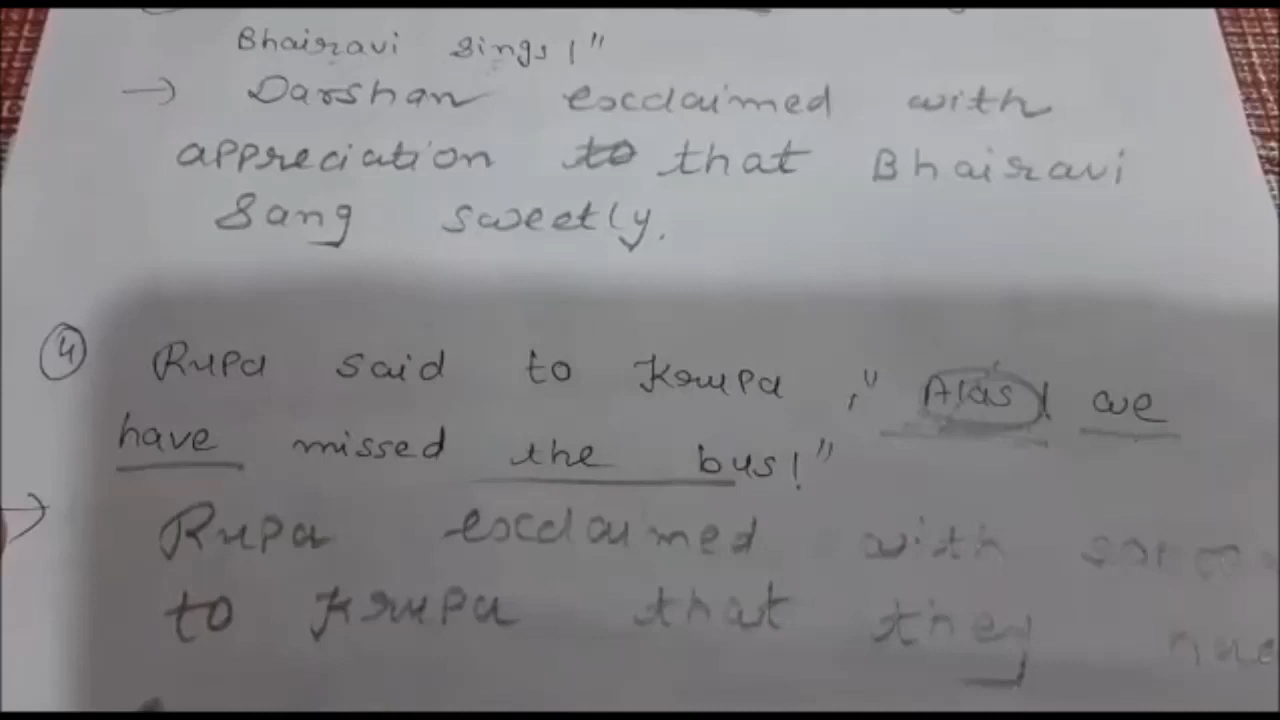 Bhairavi sings!"
→ Darshan exclaimed with
appreciation to that Bhairavi
Sang sweetly.
4 Rupa said to Krupa, "Alas! we
have missed the bus!"
→ Rupa exclaimed with
to Krupa that they